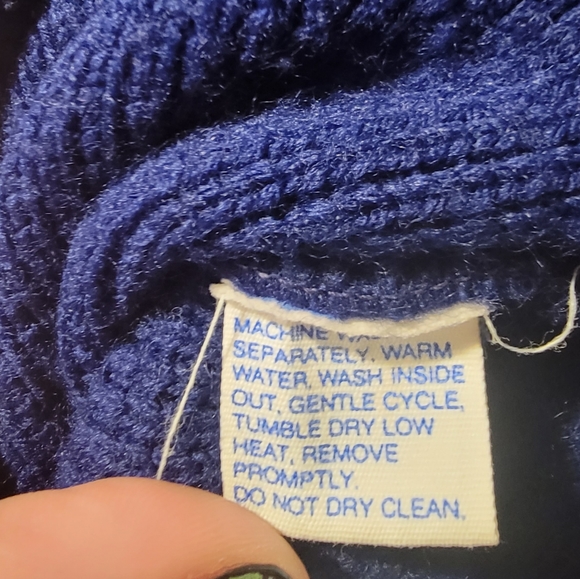 MACHINE
SEPARATELY, WARM
WATER, WASH INSIDE
OUT, GENTLE CYCLE,
TUMBLE DRY LOW
HEAT, REMOVE
PROMPTLY.
DO NOT DRY CLEAN.